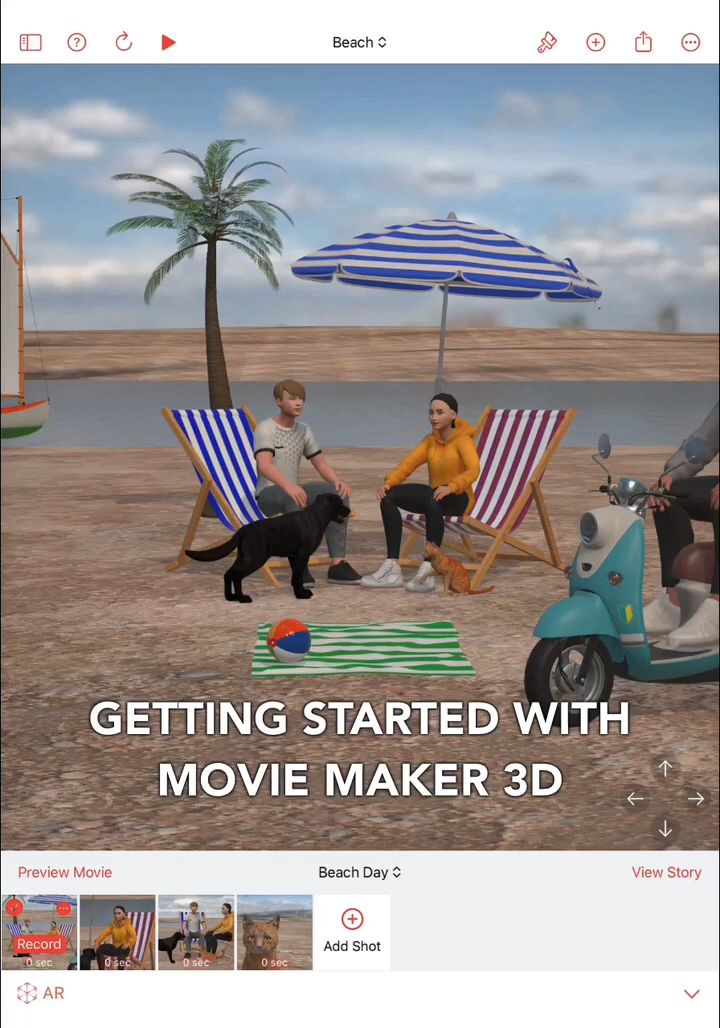 Beach
GETTING STARTED WITH
MOVIE MAKER 3D
Preview Movie
Beach Day
View Story
Record
0 sec
0 sec
0 sec
0 sec
Add Shot
AR